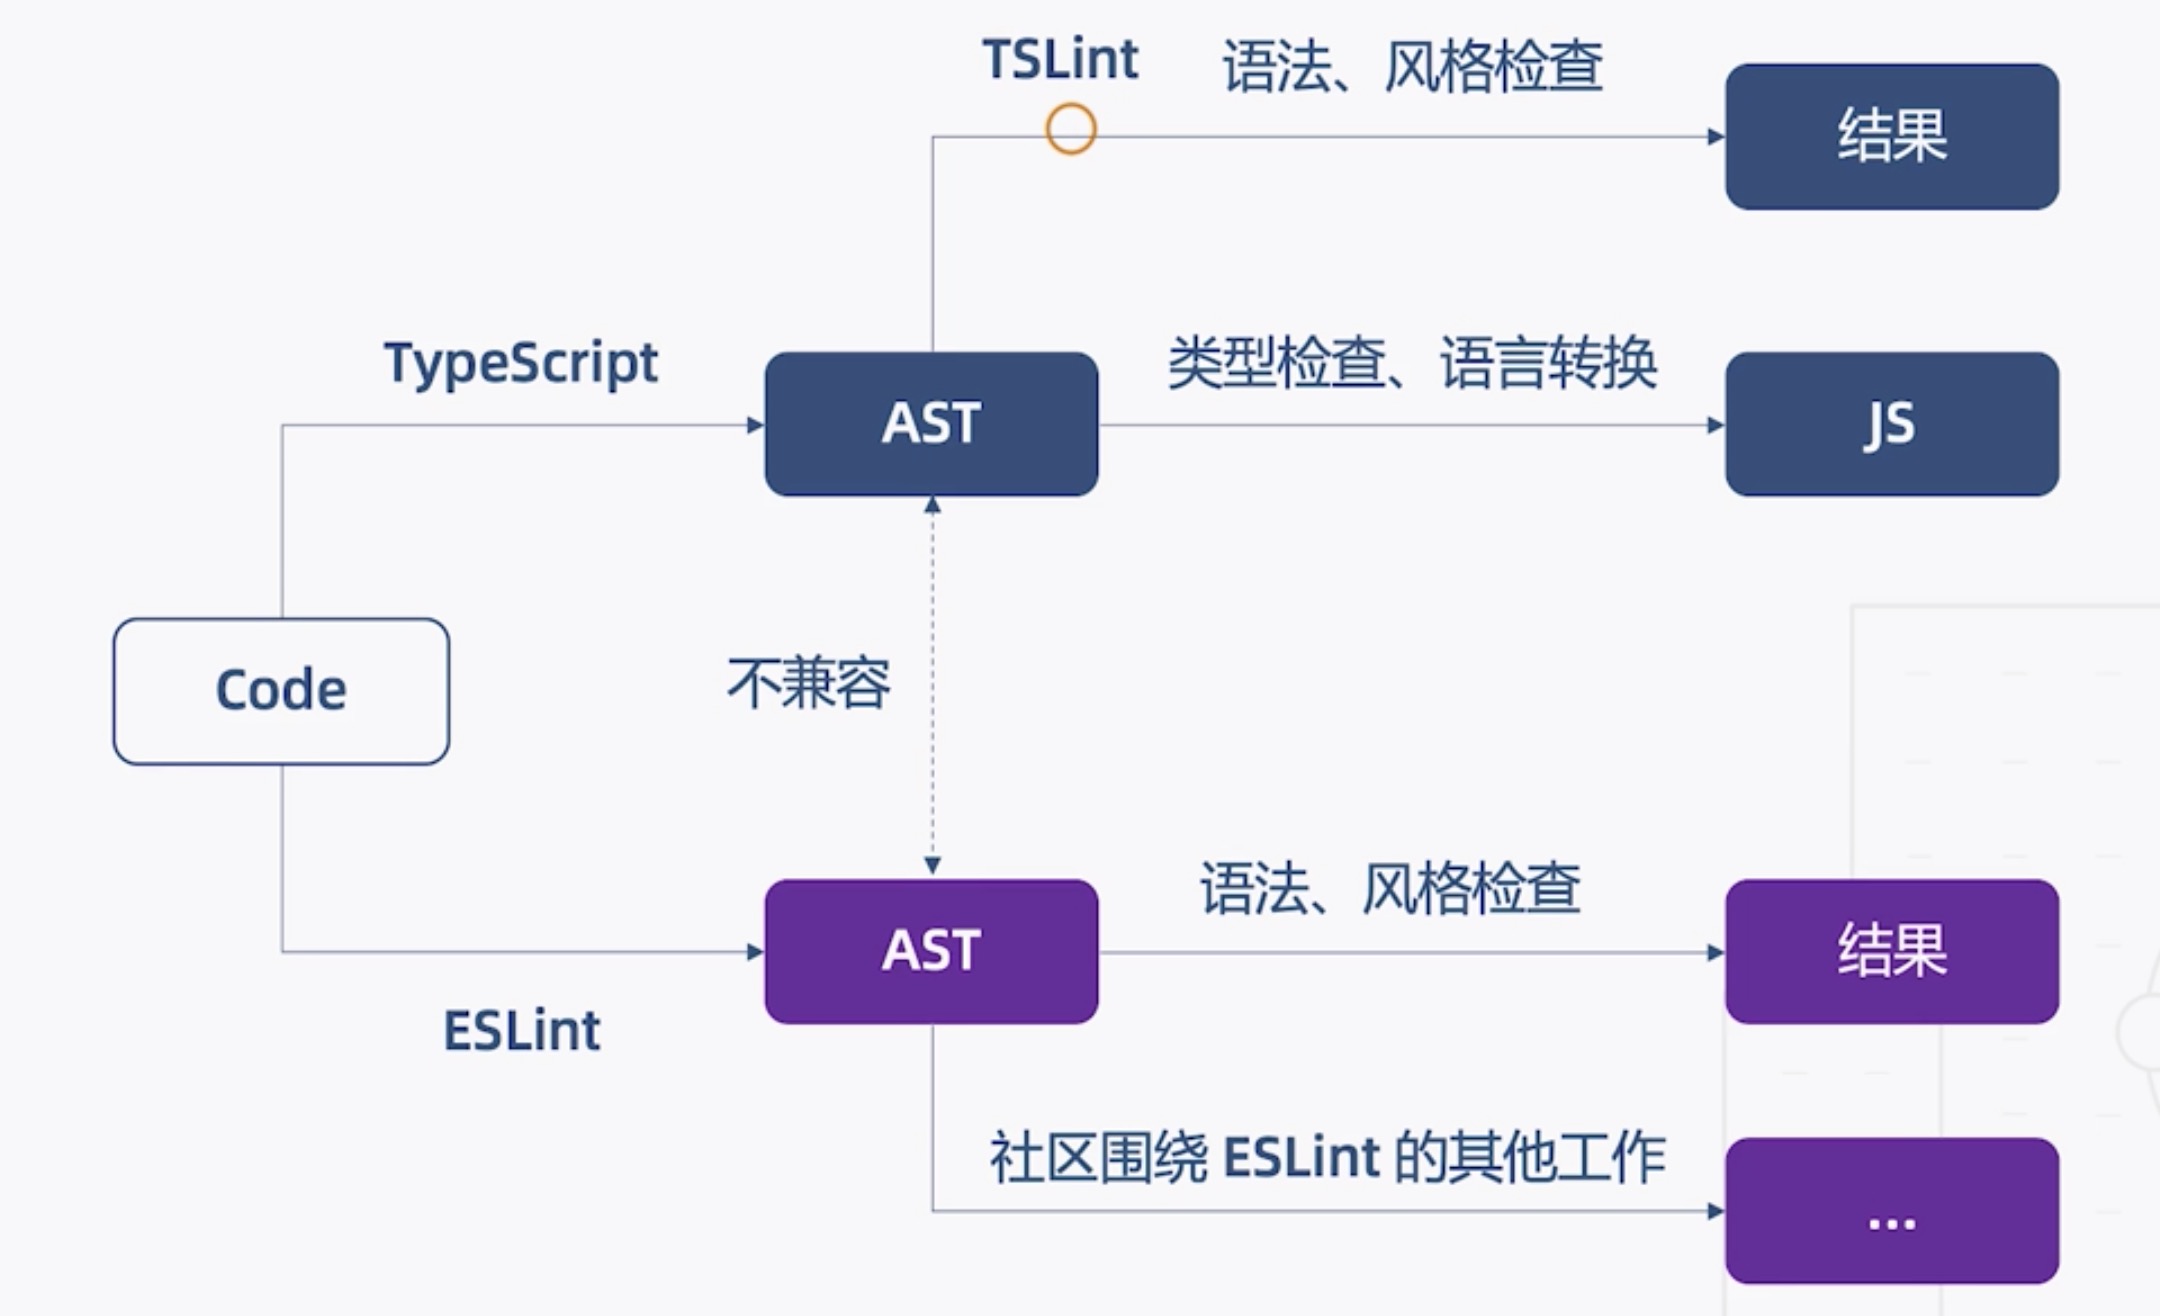 TSLint
语法、风格检查
结果
TypeScript
AST
类型检查、语言转换
JS
Code
不兼容
AST
语法、风格检查
结果
ESLint
社区围绕 ESLint 的其他工作
...